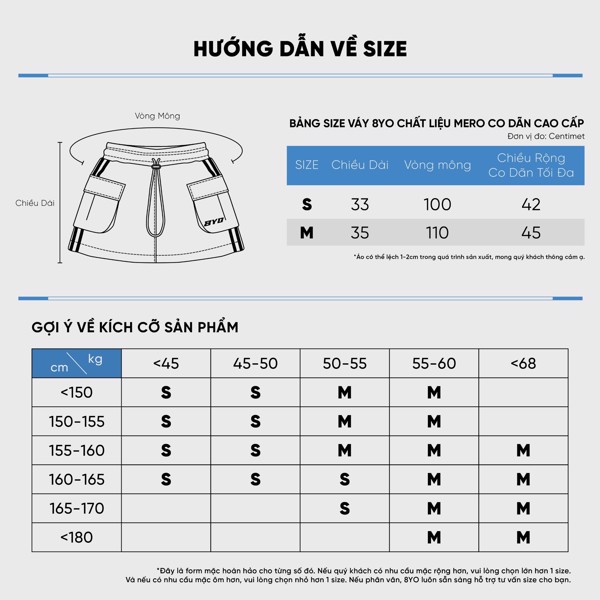 HƯỚNG DẪN VỀ SIZE
Vòng Mông
Chiều Dài
8YO
BẢNG SIZE VÁY 8YO CHẤT LIỆU MERO CO DÃN CAO CẤP
Đơn vị đo: Centimet
SIZE Chiều Dài Vòng mông Chiều Rộng Co Dãn Tối Đa
S 33 100 42
M 35 110 45
*Áo có thể lệch 1-2cm trong quá trình sản xuất, mong quý khách thông cảm ạ.
GỢI Ý VỀ KÍCH CỠ SẢN PHẨM
cm kg <45 45-50 50-55 55-60 <68
<150 S S M M
150-155 S S M M
155-160 S S M M M
160-165 S S S M M
165-170 S M M
<180 M M
*Đây là form mặc hoàn hảo cho từng số đó. Nếu quý khách có nhu cầu mặc rộng hơn, vui lòng chọn lớn hơn 1 size.
Và nếu có nhu cầu mặc ôm hơn, vui lòng chọn nhỏ hơn 1 size. Nếu phân vân, 8YO luôn sẵn sàng hỗ trợ tư vấn size cho bạn.